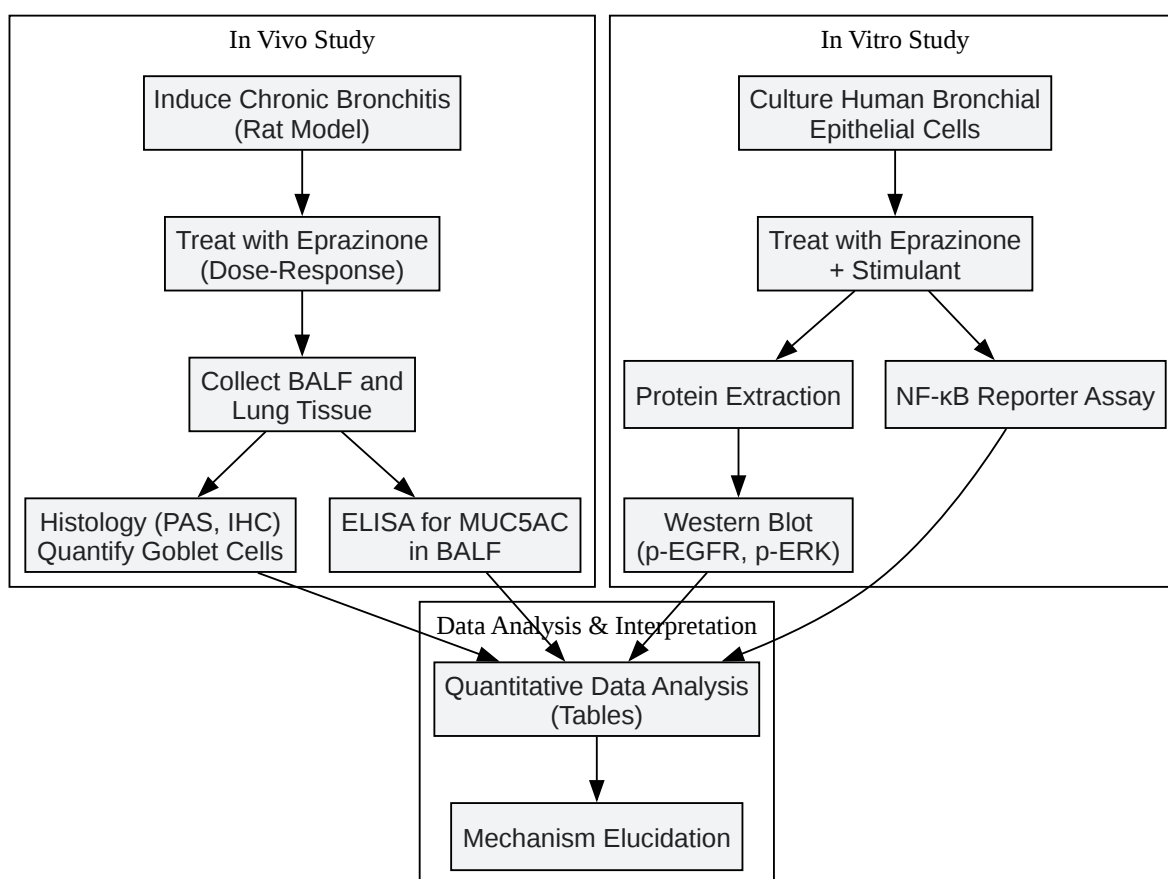 In Vivo Study
Induce Chronic Bronchitis
(Rat Model)
Treat with Eprazinone
(Dose-Response)
Collect BALF and
Lung Tissue
Histology (PAS, IHC)
Quantify Goblet Cells
ELISA for MUC5AC
in BALF
In Vitro Study
Culture Human Bronchial
Epithelial Cells
Treat with Eprazinone
+ Stimulant
Protein Extraction
NF-κB Reporter Assay
Western Blot
(p-EGFR, p-ERK)
Data Analysis & Interpretation
Quantitative Data Analysis
(Tables)
Mechanism Elucidation